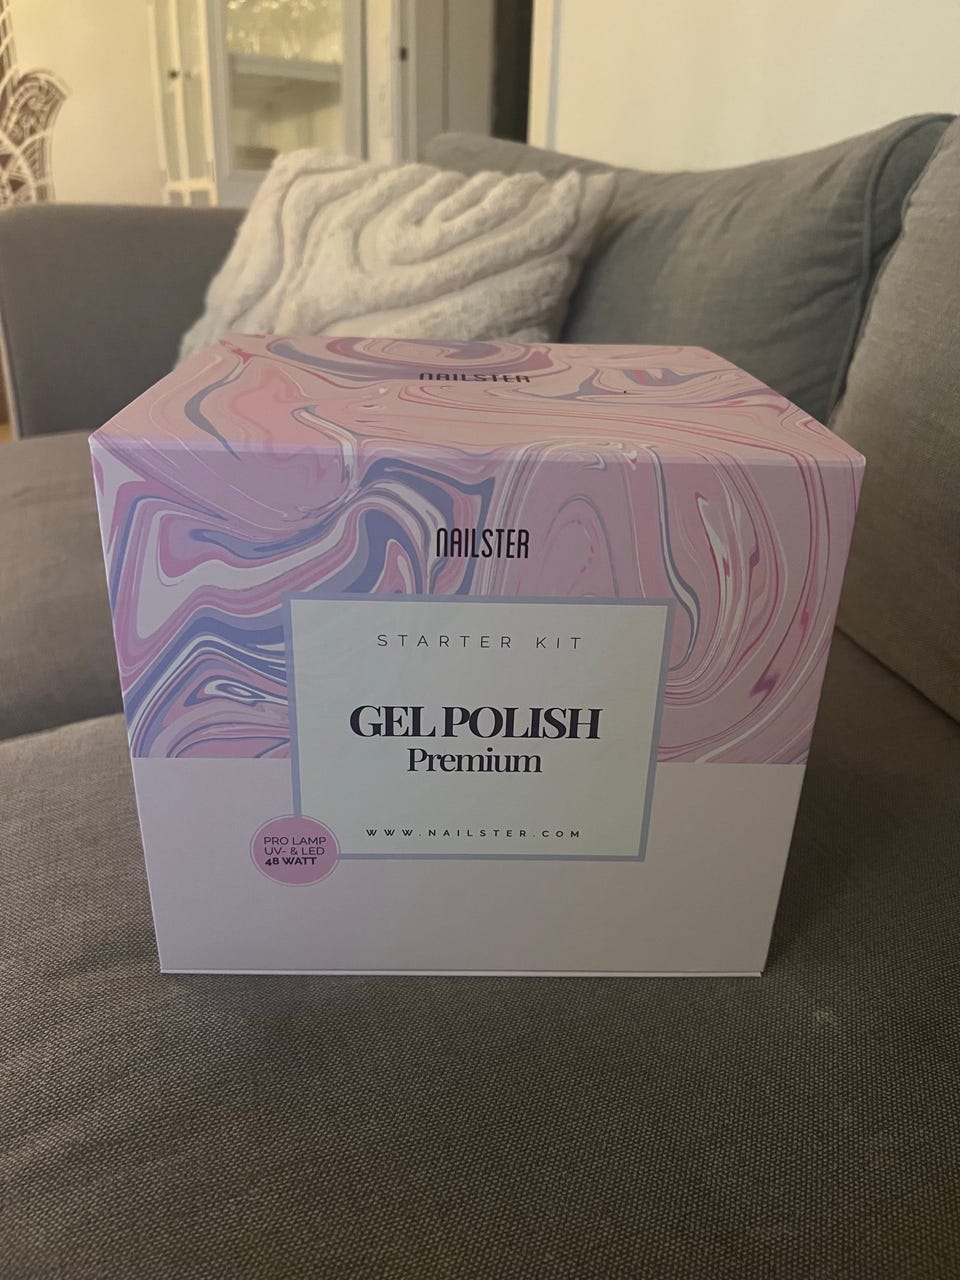 NAILSTER
NAILSTER
STARTER KIT
GEL POLISH
Premium
WWW.NAILSTER.COM
PRO LAMP
UV- & LED
48 WATT